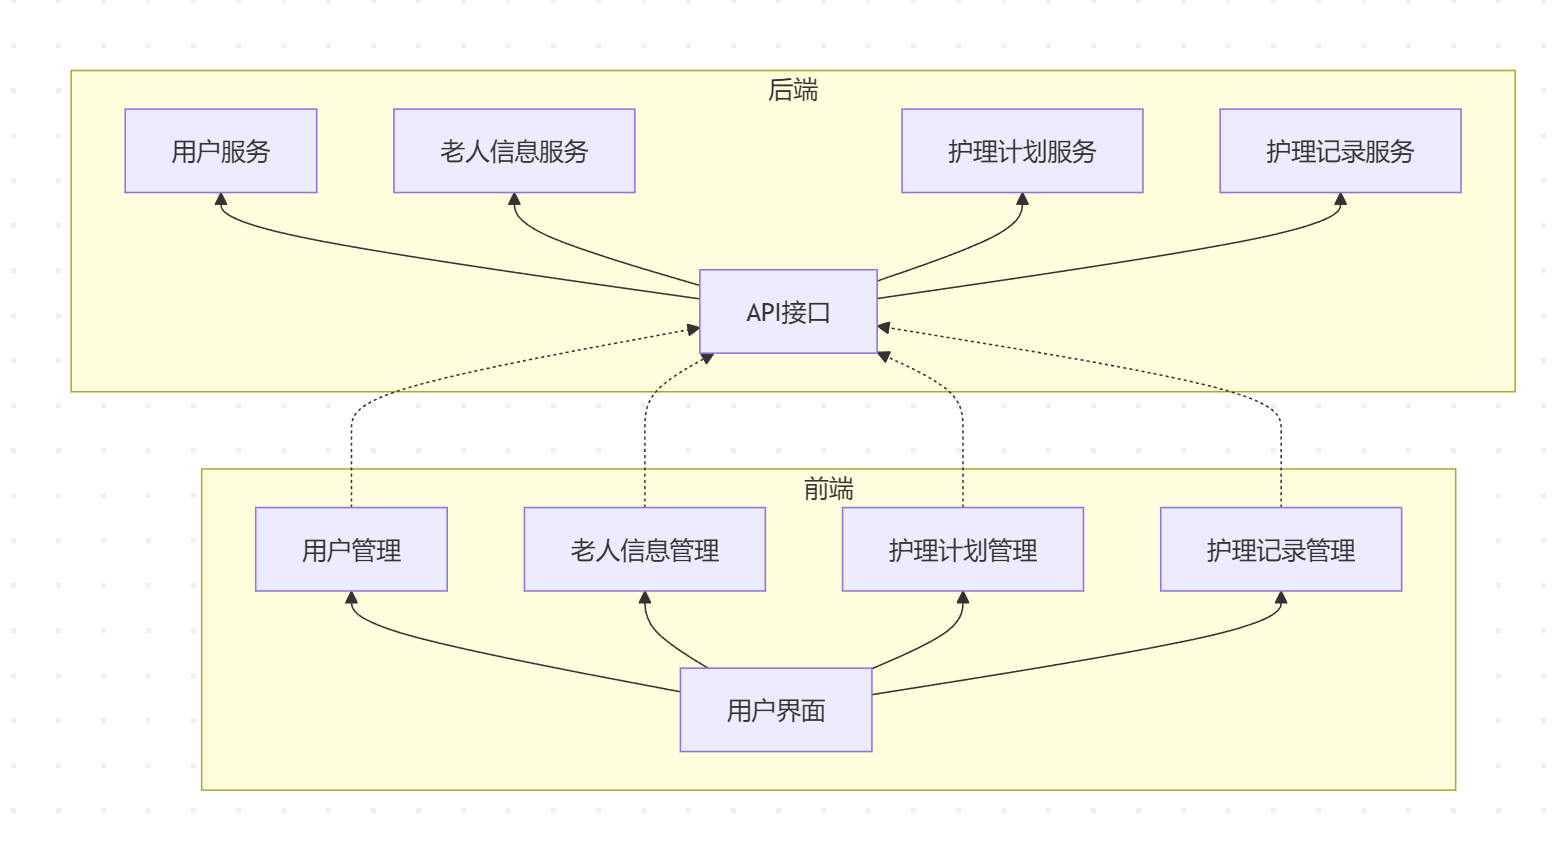 后端
用户服务
老人信息服务
护理计划服务
护理记录服务
API接口
前端
用户管理
老人信息管理
护理计划管理
护理记录管理
用户界面